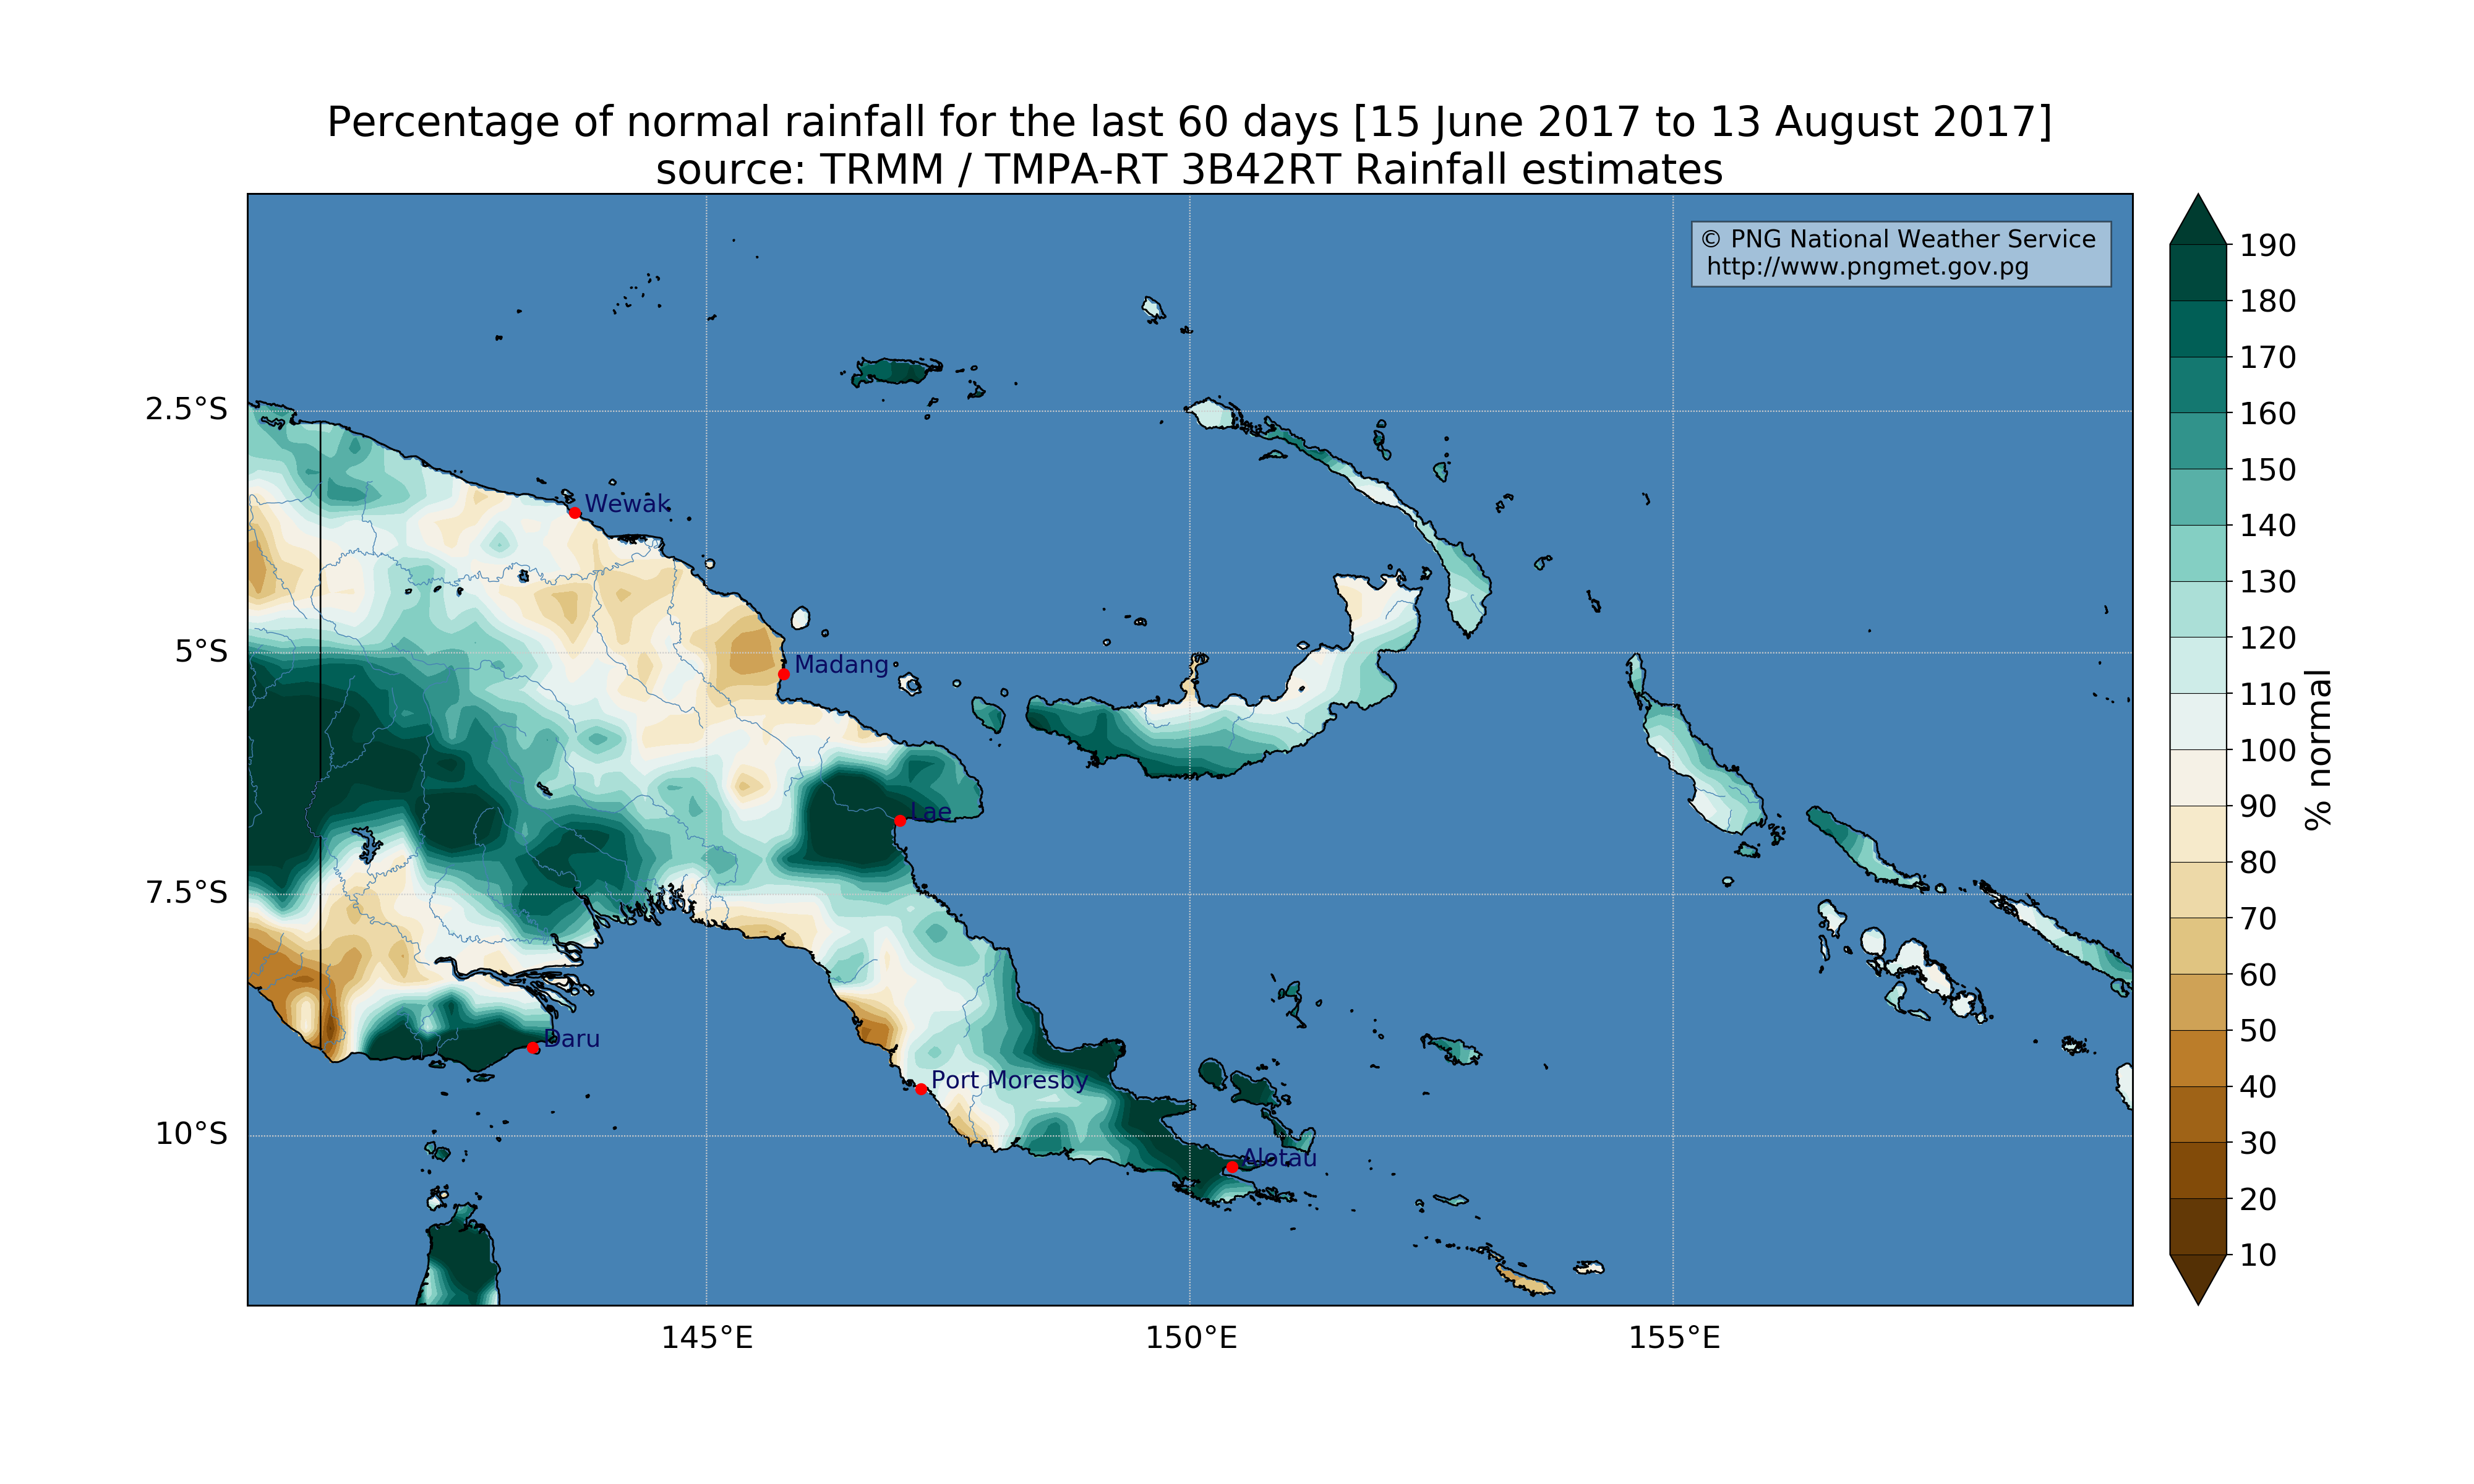 Percentage of normal rainfall for the last 60 days [15 June 2017 to 13 August 2017]
source: TRMM / TMPA-RT 3B42RT Rainfall estimates
© PNG National Weather Service
http://www.pngmet.gov.pg
2.5°S
5°S
7.5°S
10°S
Wewak
Madang
Lae
Daru
Port Moresby
Alotau
145°E
150°E
155°E
190
180
170
160
150
140
130
120
110
100
90
80
70
60
50
40
30
20
10
% normal